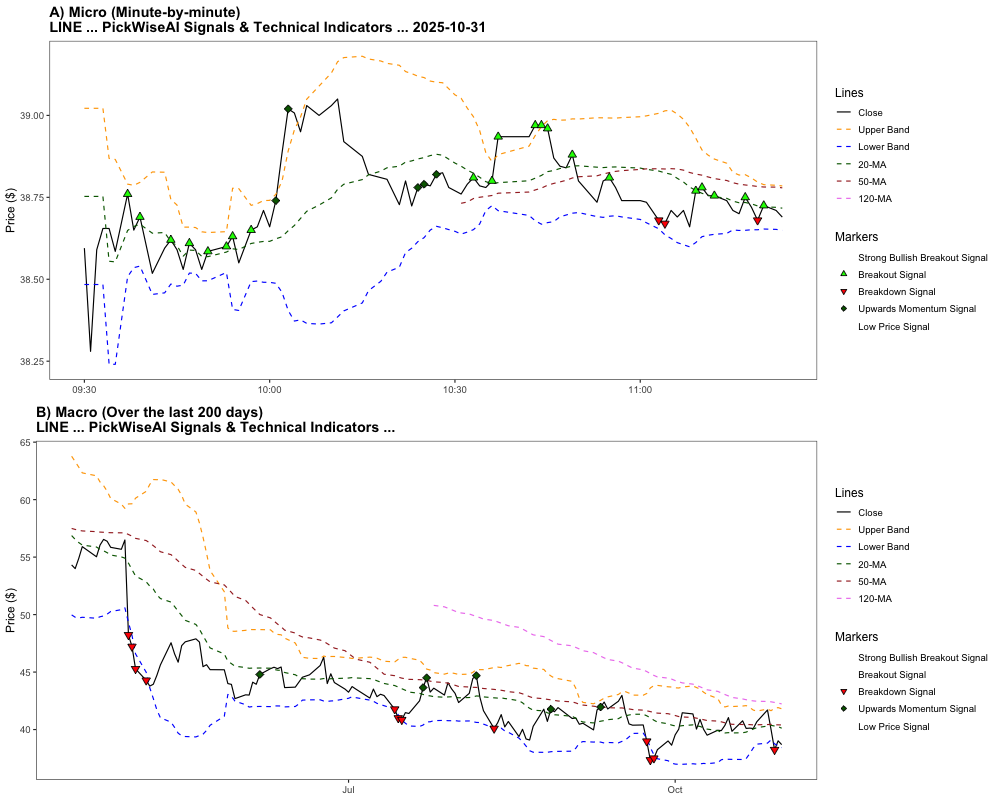 A) Micro (Minute-by-minute)
LINE ... PickWiseAI Signals & Technical Indicators ... 2025-10-31
Price ($)
39.00
38.75
38.50
38.25
09:30
10:00
10:30
11:00
Lines
Close
Upper Band
Lower Band
20-MA
50-MA
120-MA
Markers
Strong Bullish Breakout Signal
Breakout Signal
Breakdown Signal
Upwards Momentum Signal
Low Price Signal
B) Macro (Over the last 200 days)
LINE ... PickWiseAI Signals & Technical Indicators ...
Price ($)
65
60
55
50
45
40
Jul
Oct
Lines
Close
Upper Band
Lower Band
20-MA
50-MA
120-MA
Markers
Strong Bullish Breakout Signal
Breakout Signal
Breakdown Signal
Upwards Momentum Signal
Low Price Signal